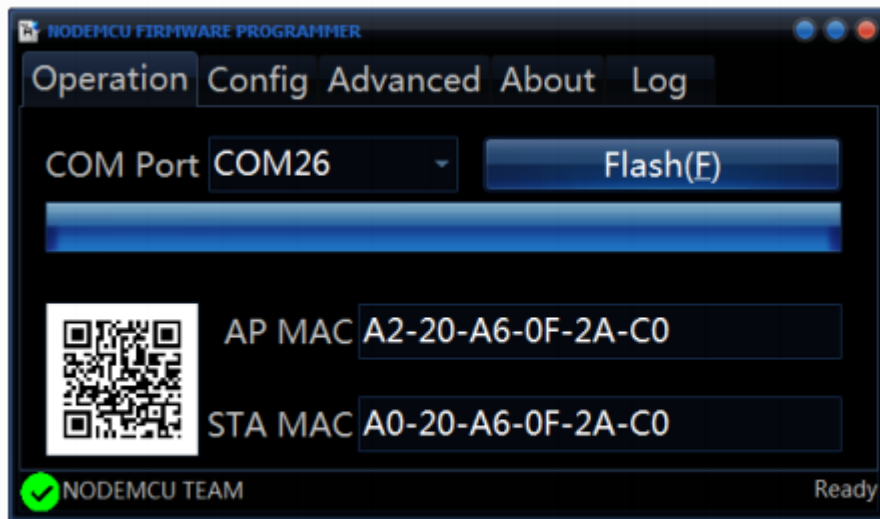 NODEMCU FIRMWARE PROGRAMMER
Operation Config Advanced About Log
COM Port COM26 Flash(F)
AP MAC A2-20-A6-0F-2A-C0
STA MAC A0-20-A6-0F-2A-C0
NODEMCU TEAM Ready